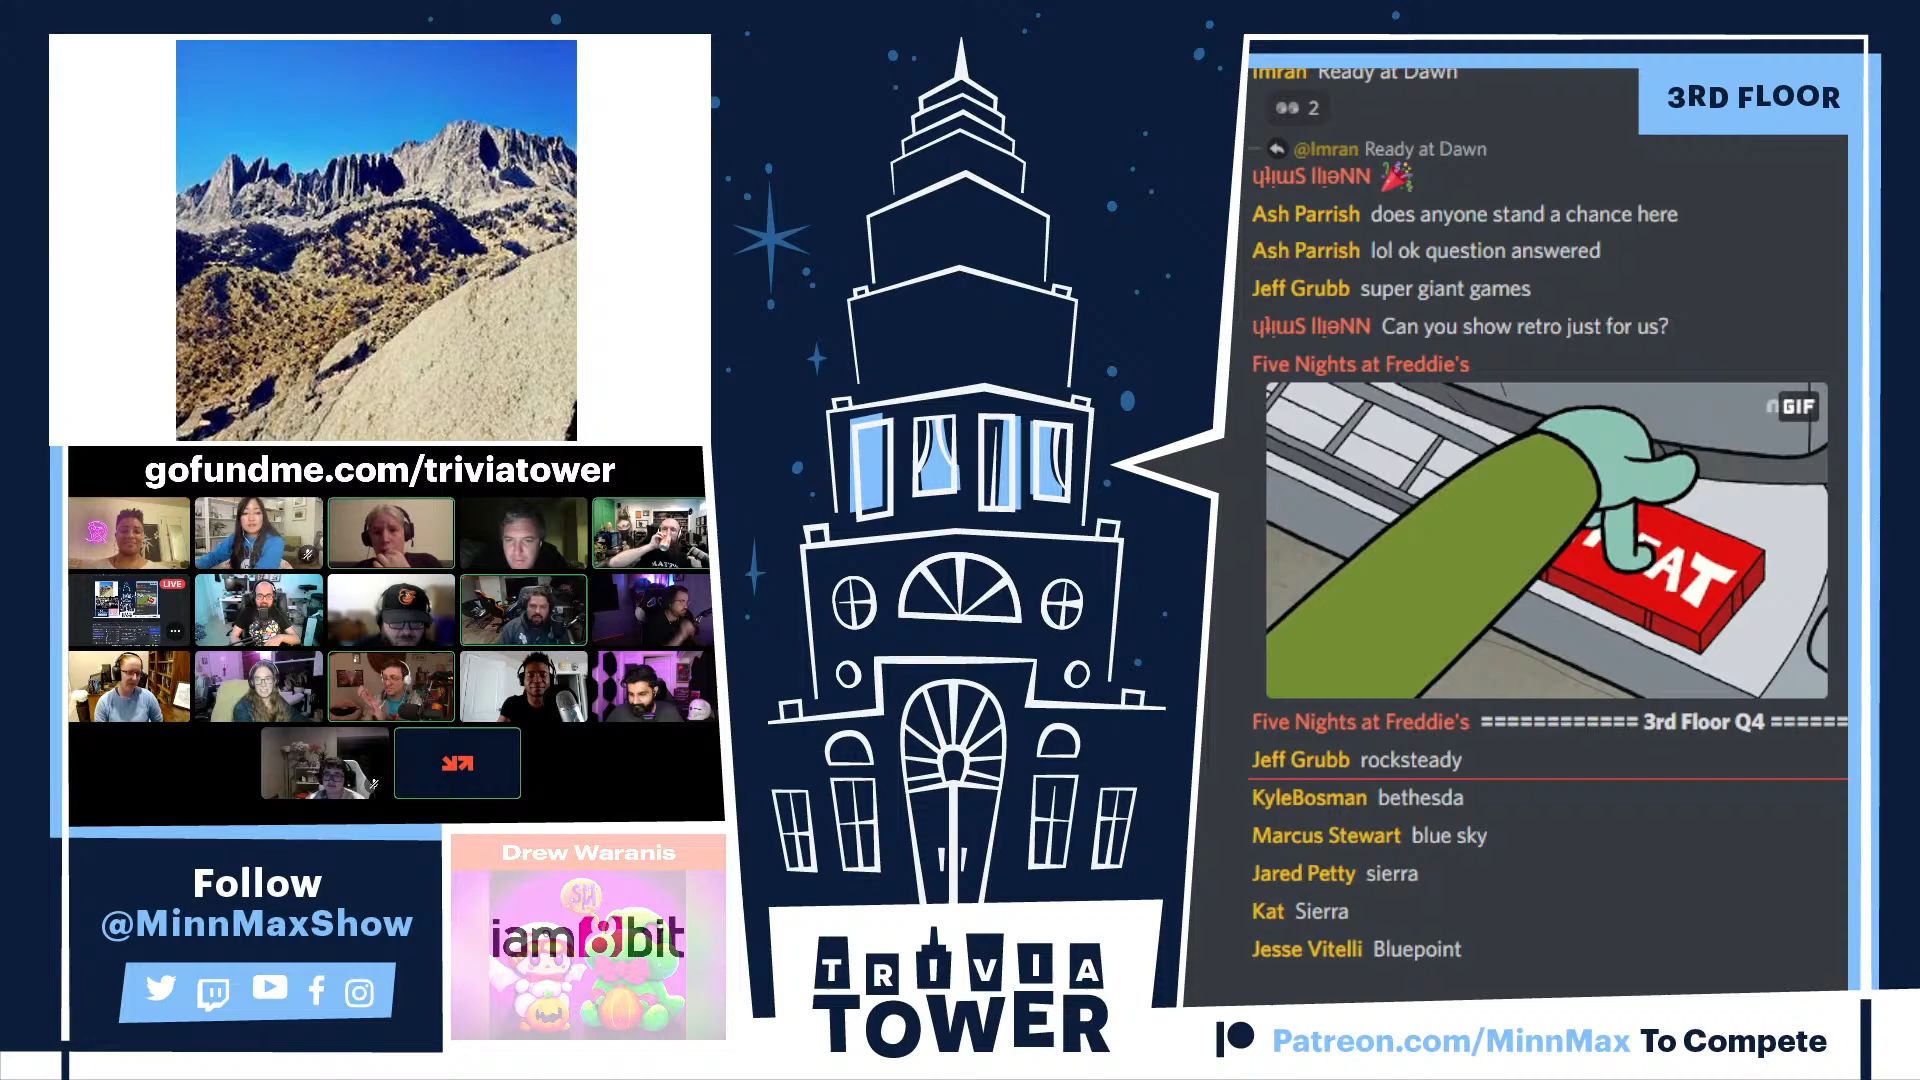 gofundme.com/triviatower
LIVE
Follow
@MinnMaxShow
Drew Waranis
iam8bit
TRIVIA
TOWER
3RD FLOOR
Imran Ready at Dawn
2
@Imran Ready at Dawn
Ash Parrish does anyone stand a chance here
Ash Parrish lol ok question answered
Jeff Grubb super giant games
Can you show retro just for us?
Five Nights at Freddie's
GIF
Five Nights at Freddie's ============ 3rd Floor Q4 ======
Jeff Grubb rocksteady
KyleBosman bethesda
Marcus Stewart blue sky
Jared Petty sierra
Kat Sierra
Jesse Vitelli Bluepoint
Patreon.com/MinnMax To Compete